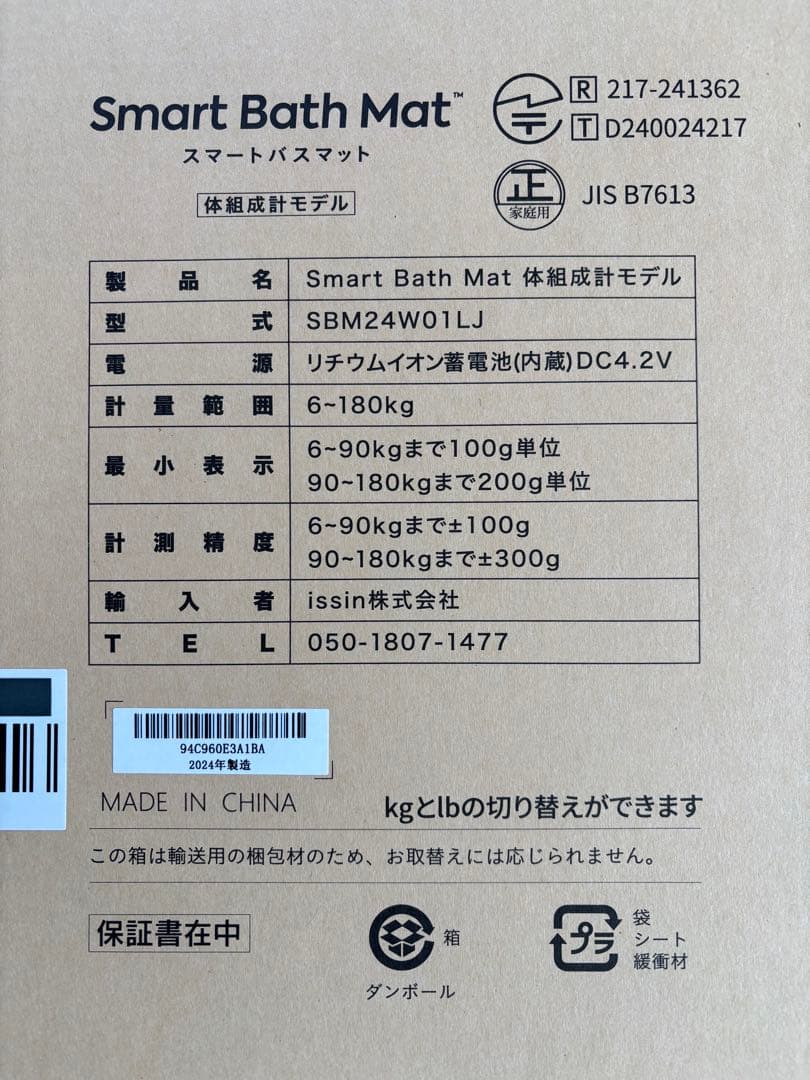 Smart Bath Mat™
スマートバスマット
体組成計モデル
R 217-241362
T D240024217
正
家庭用
JIS B7613
製品名 Smart Bath Mat 体組成計モデル
型式 SBM24W01LJ
電源 リチウムイオン蓄電池(内蔵)DC4.2V
計量範囲 6~180kg
最小表示 6~90kgまで100g単位
90~180kgまで200g単位
計測精度 6~90kgまで±100g
90~180kgまで±300g
輸入者 issin株式会社
TEL 050-1807-1477
94C960E3A1BA
2024年製造
MADE IN CHINA
kgとlbの切り替えができます
この箱は輸送用の梱包材のため、お取替えには応じられません。
保証書在中
箱
ダンボール
プラ
袋
シート
緩衝材